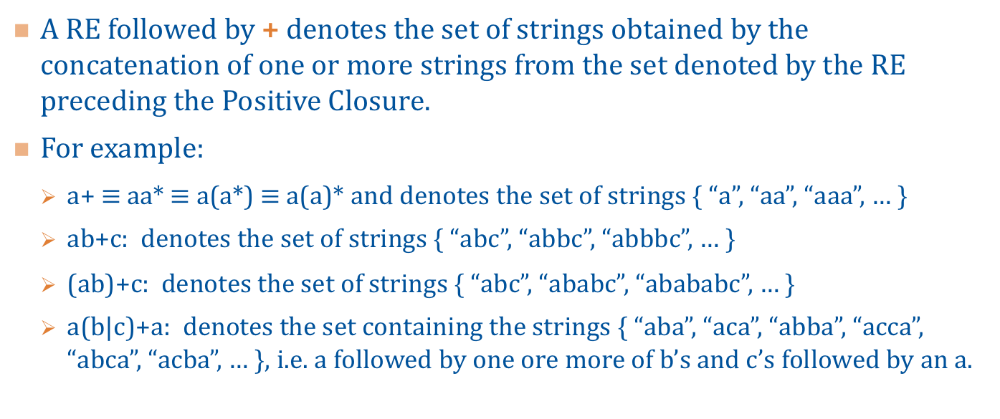 ■ A RE followed by + denotes the set of strings obtained by the
concatenation of one or more strings from the set denoted by the RE
preceding the Positive Closure.
■ For example:
➢ a+ ≡ aa* ≡ a(a*) ≡ a(a)* and denotes the set of strings { “a”, “aa”, “aaa”, … }
➢ ab+c: denotes the set of strings { “abc”, “abbc”, “abbbc”, … }
➢ (ab)+c: denotes the set of strings { “abc”, “ababc”, “abababc”, … }
➢ a(b|c)+a: denotes the set containing the strings { “aba”, “aca”, “abba”, “acca”,
“abca”, “acba”, … }, i.e. a followed by one ore more of b’s and c’s followed by an a.